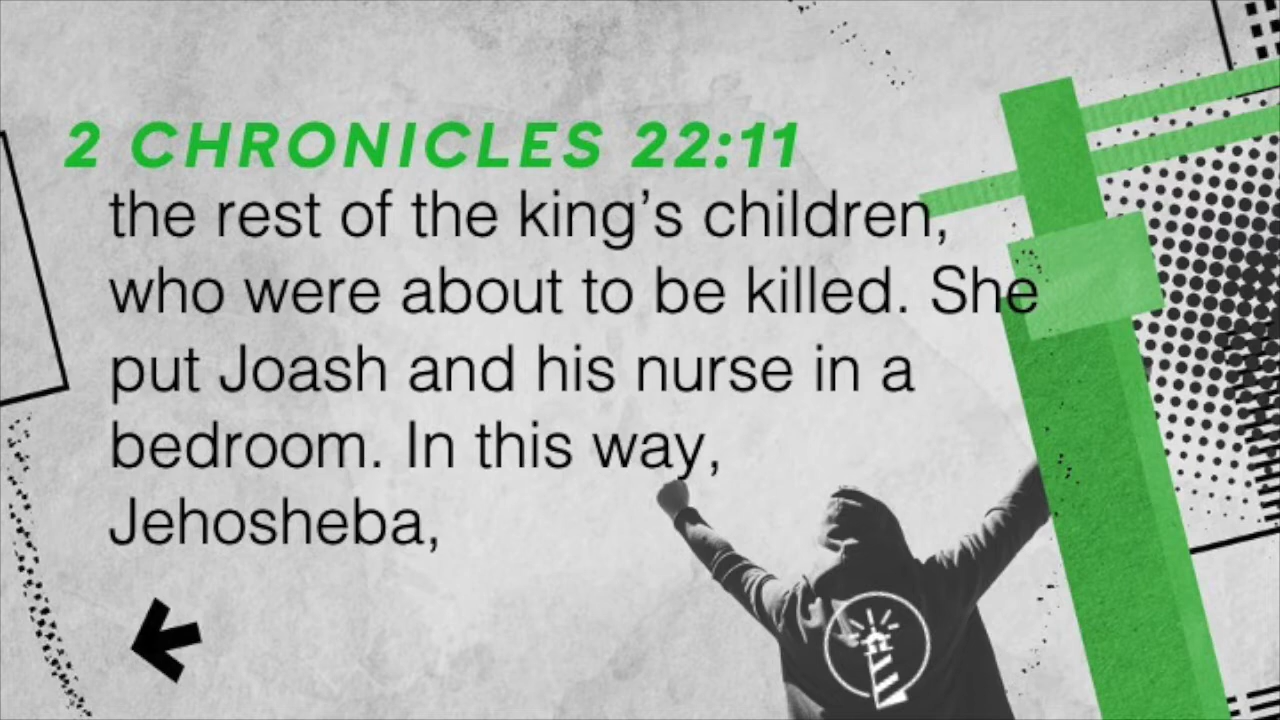 2 CHRONICLES 22:11
the rest of the king’s children,
who were about to be killed. She
put Joash and his nurse in a
bedroom. In this way,
Jehosheba,